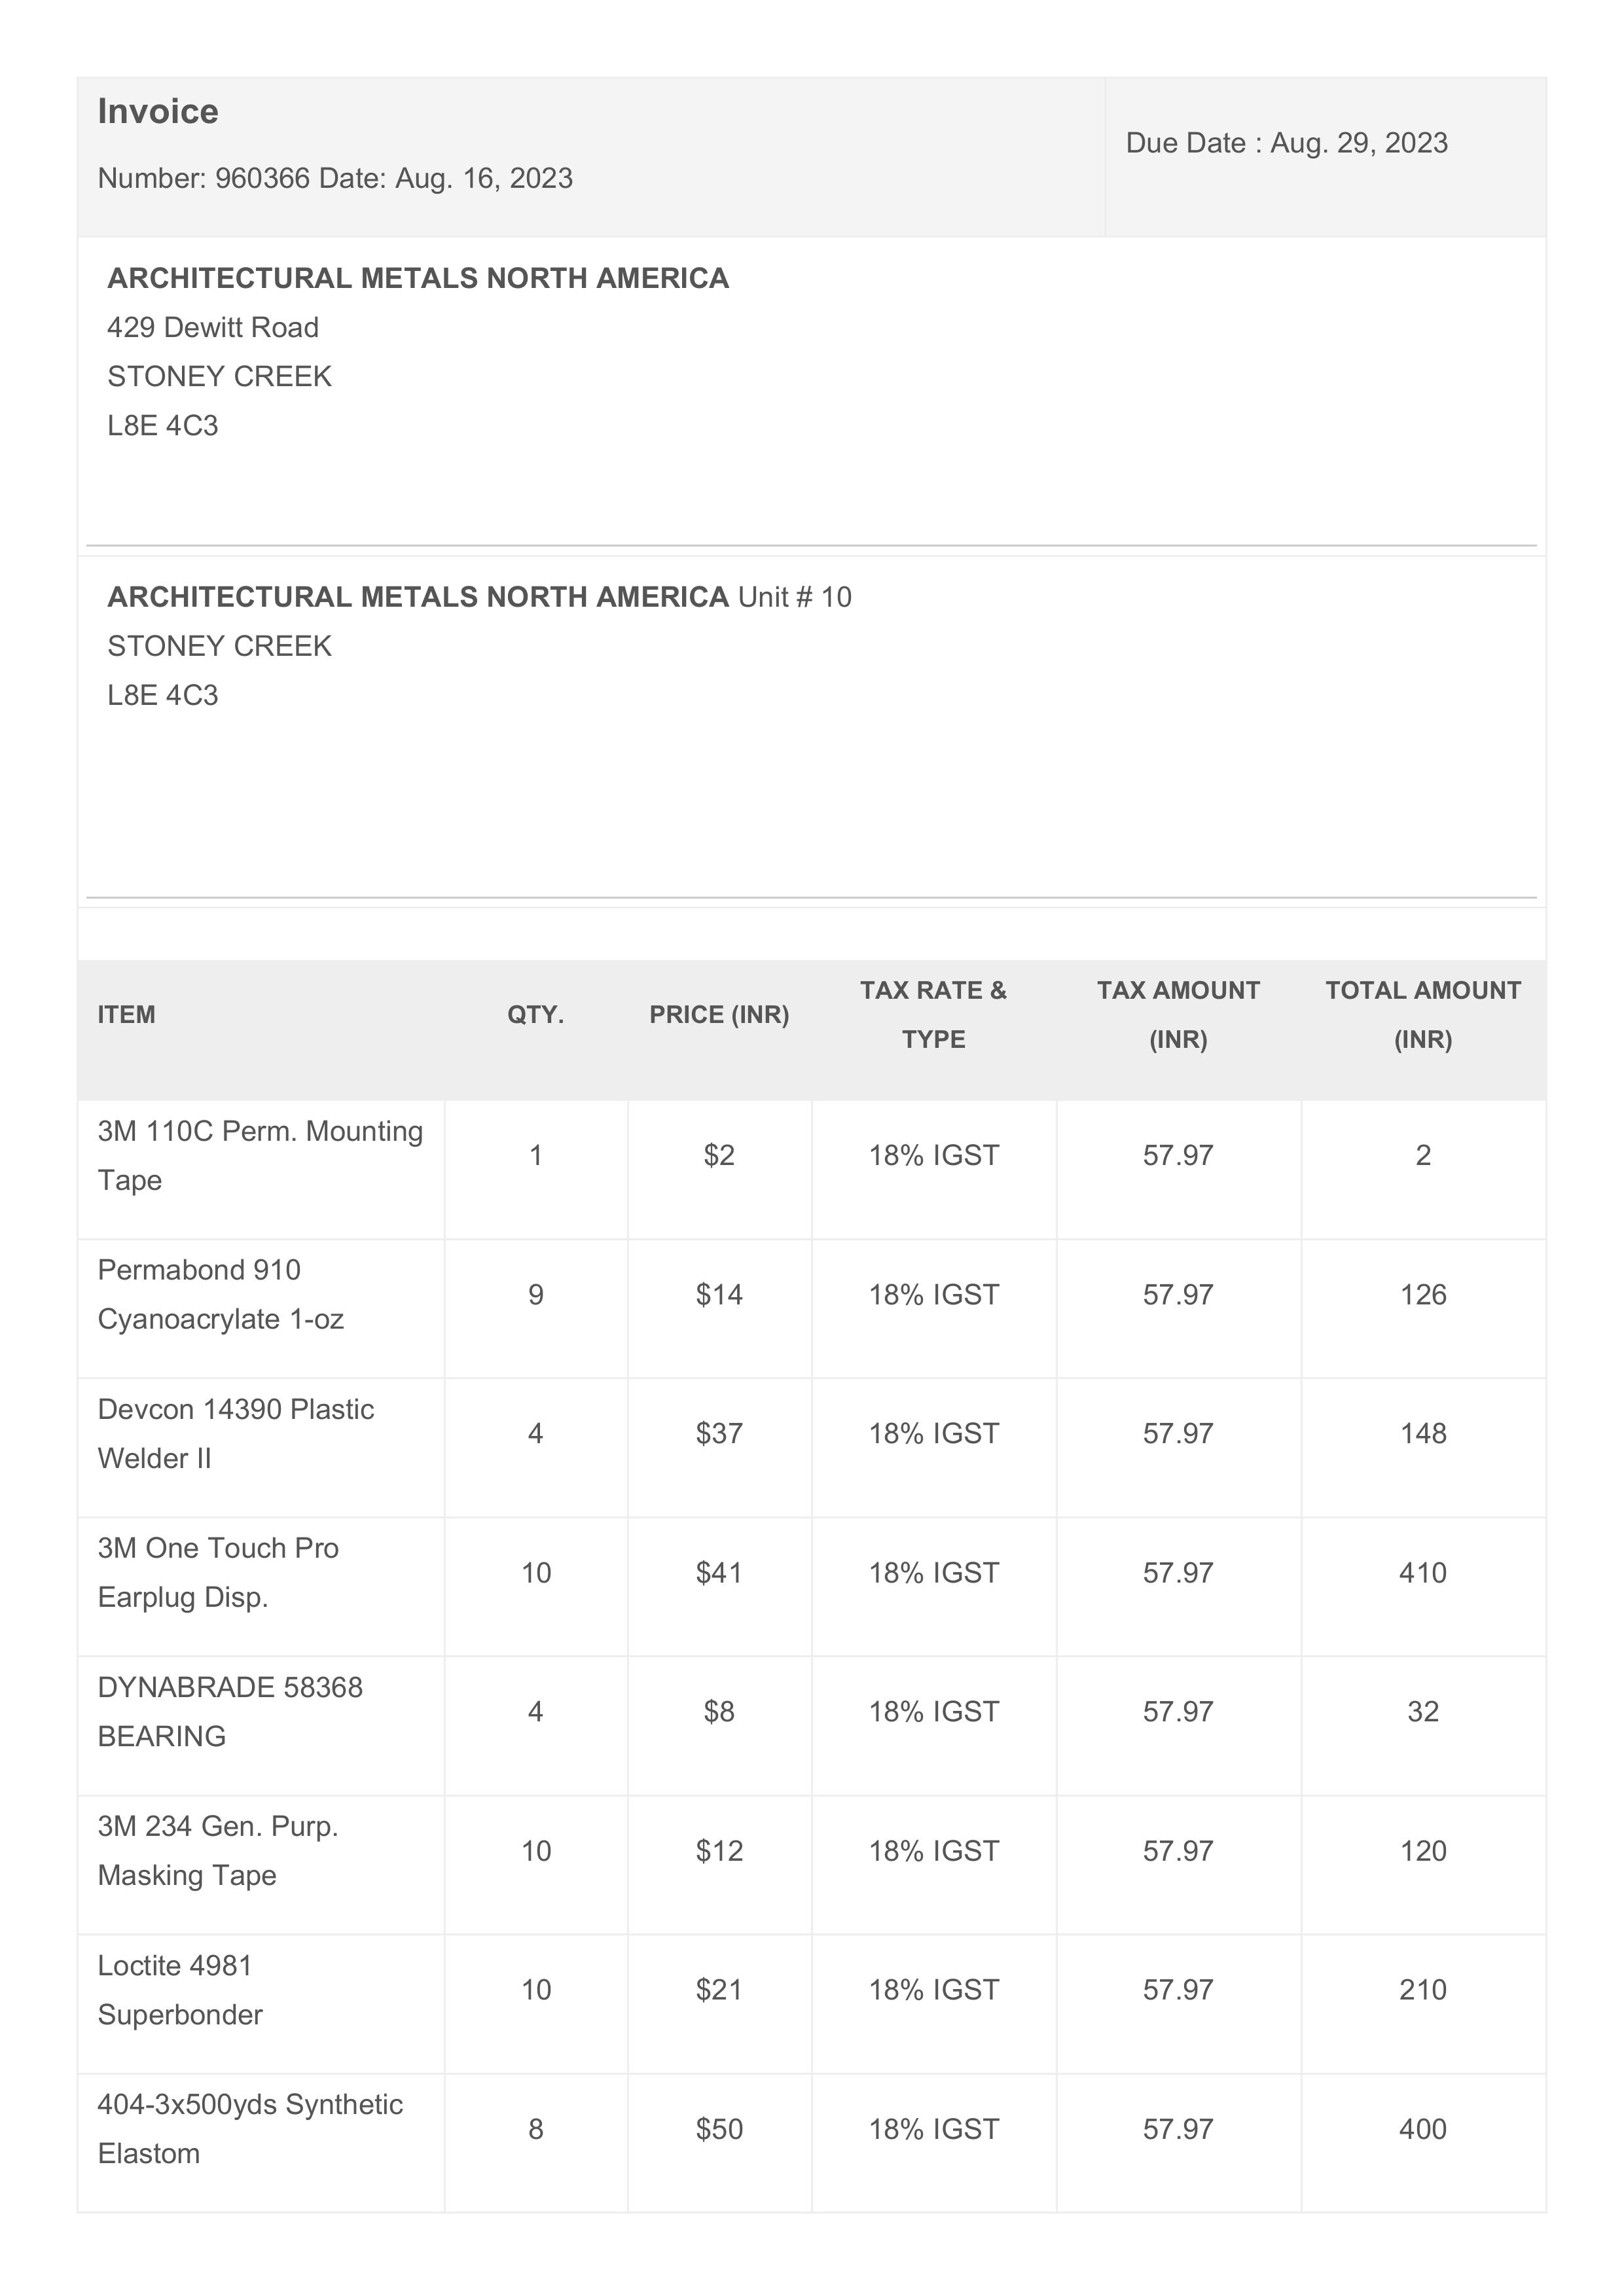 Invoice
Number: 960366 Date: Aug. 16, 2023
Due Date : Aug. 29, 2023
ARCHITECTURAL METALS NORTH AMERICA
429 Dewitt Road
STONEY CREEK
L8E 4C3
ARCHITECTURAL METALS NORTH AMERICA Unit # 10
STONEY CREEK
L8E 4C3
ITEM QTY. PRICE (INR) TAX RATE & TYPE TAX AMOUNT (INR) TOTAL AMOUNT (INR)
3M 110C Perm. Mounting Tape 1 $2 18% IGST 57.97 2
Permabond 910 Cyanoacrylate 1-oz 9 $14 18% IGST 57.97 126
Devcon 14390 Plastic Welder II 4 $37 18% IGST 57.97 148
3M One Touch Pro Earplug Disp. 10 $41 18% IGST 57.97 410
DYNABRADE 58368 BEARING 4 $8 18% IGST 57.97 32
3M 234 Gen. Purp. Masking Tape 10 $12 18% IGST 57.97 120
Loctite 4981 Superbonder 10 $21 18% IGST 57.97 210
404-3x500yds Synthetic Elastom 8 $50 18% IGST 57.97 400